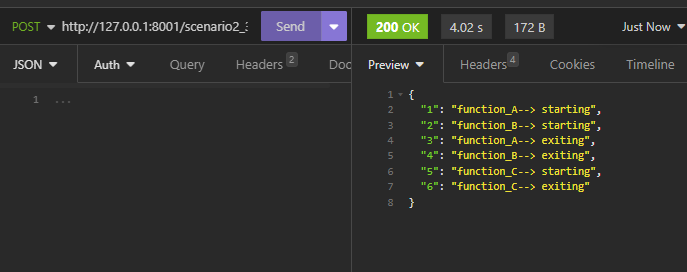 POST http://127.0.0.1:8001/scenario2_ Send
200 OK 4.02 s 172 B Just Now
JSON Auth Query Headers 2 Doc
Preview Headers 4 Cookies Timeline
1 ...
1 {
2 "1": "function_A--> starting",
3 "2": "function_B--> starting",
4 "3": "function_A--> exiting",
5 "4": "function_B--> exiting",
6 "5": "function_C--> starting",
7 "6": "function_C--> exiting"
8 }